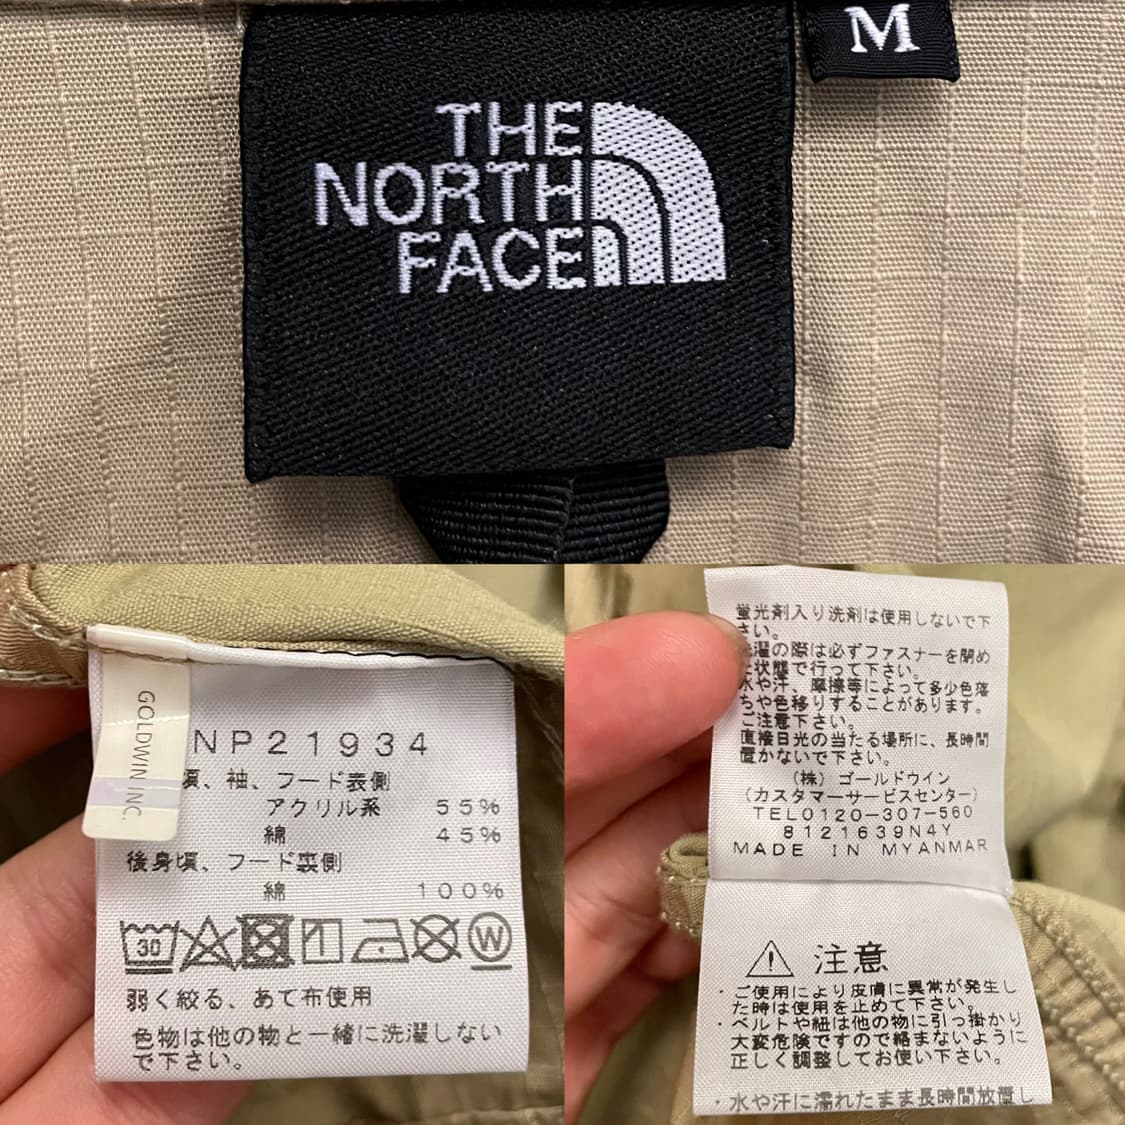 M
THE
NORTH
FACE
GOLDWIN INC.
NP21934
頃、袖、フード表側
アクリル系 55%
綿 45%
後身頃、フード裏側
綿 100%
30
W
弱く絞る、あて布使用
色物は他の物と一緒に洗濯しない
で下さい。
蛍光剤入り洗剤は使用しないで下
さい。
濯の際は必ずファスナーを閉め
た状態で行って下さい。
水や汗、摩擦等によって多少色落
ちや色移りすることがあります。
ご注意下さい。
直接日光の当たる場所に、長時間
置かないで下さい。
(株)ゴールドウイン
(カスタマーサービスセンター)
TEL0120-307-560
8121639N4Y
MADE IN MYANMAR
注意
・ご使用により皮膚に異常が発生し
た時は使用を止めて下さい。
・ベルトや紐は他の物に引っ掛かり
大変危険ですので絡まないように
正しく調整してお使い下さい。
・水や汗に濡れたまま長時間放置し